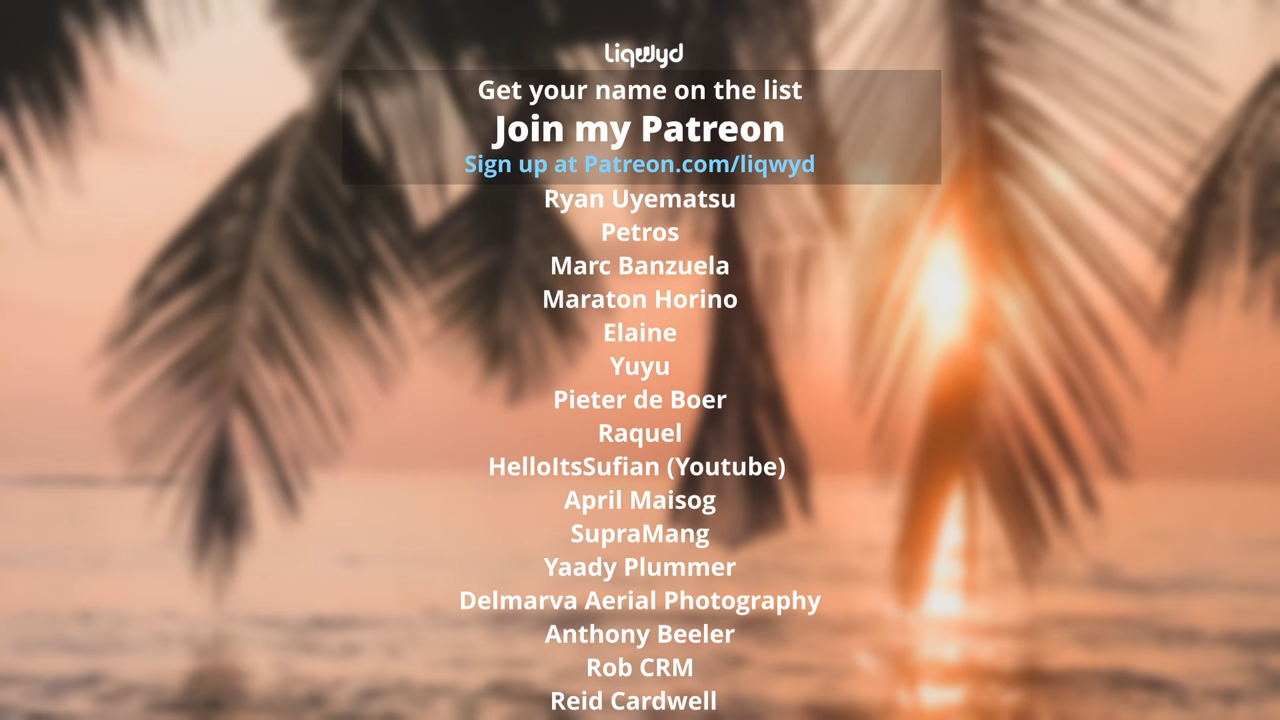 Liqwyd
Get your name on the list
Join my Patreon
Sign up at Patreon.com/liqwyd
Ryan Uyematsu
Petros
Marc Banzuela
Maraton Horino
Elaine
Yuyu
Pieter de Boer
Raquel
HelloItsSufian (Youtube)
April Maisog
SupraMang
Yaady Plummer
Delmarva Aerial Photography
Anthony Beeler
Rob CRM
Reid Cardwell